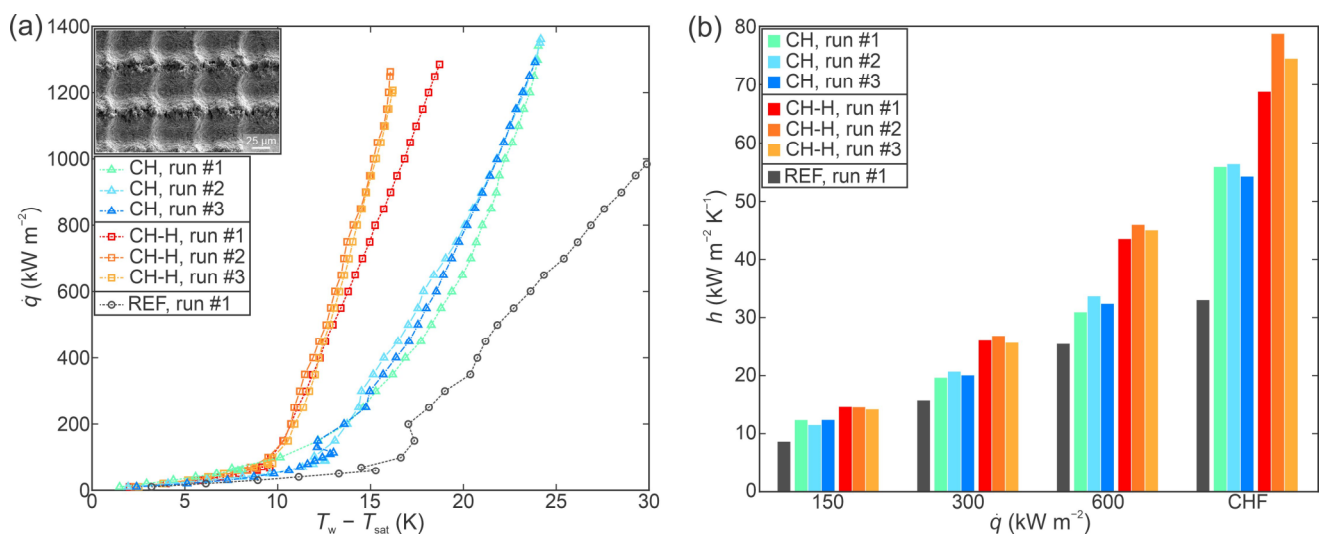 (a)
1400
1200
1000
800
600
400
200
0
q̇ (kW m⁻²)
25 µm
CH, run #1
CH, run #2
CH, run #3
CH-H, run #1
CH-H, run #2
CH-H, run #3
REF, run #1
0 5 10 15 20 25 30
T_w − T_sat (K)
(b)
80
70
60
50
40
30
20
10
0
h (kW m⁻² K⁻¹)
CH, run #1
CH, run #2
CH, run #3
CH-H, run #1
CH-H, run #2
CH-H, run #3
REF, run #1
150 300 600 CHF
q̇ (kW m⁻²)